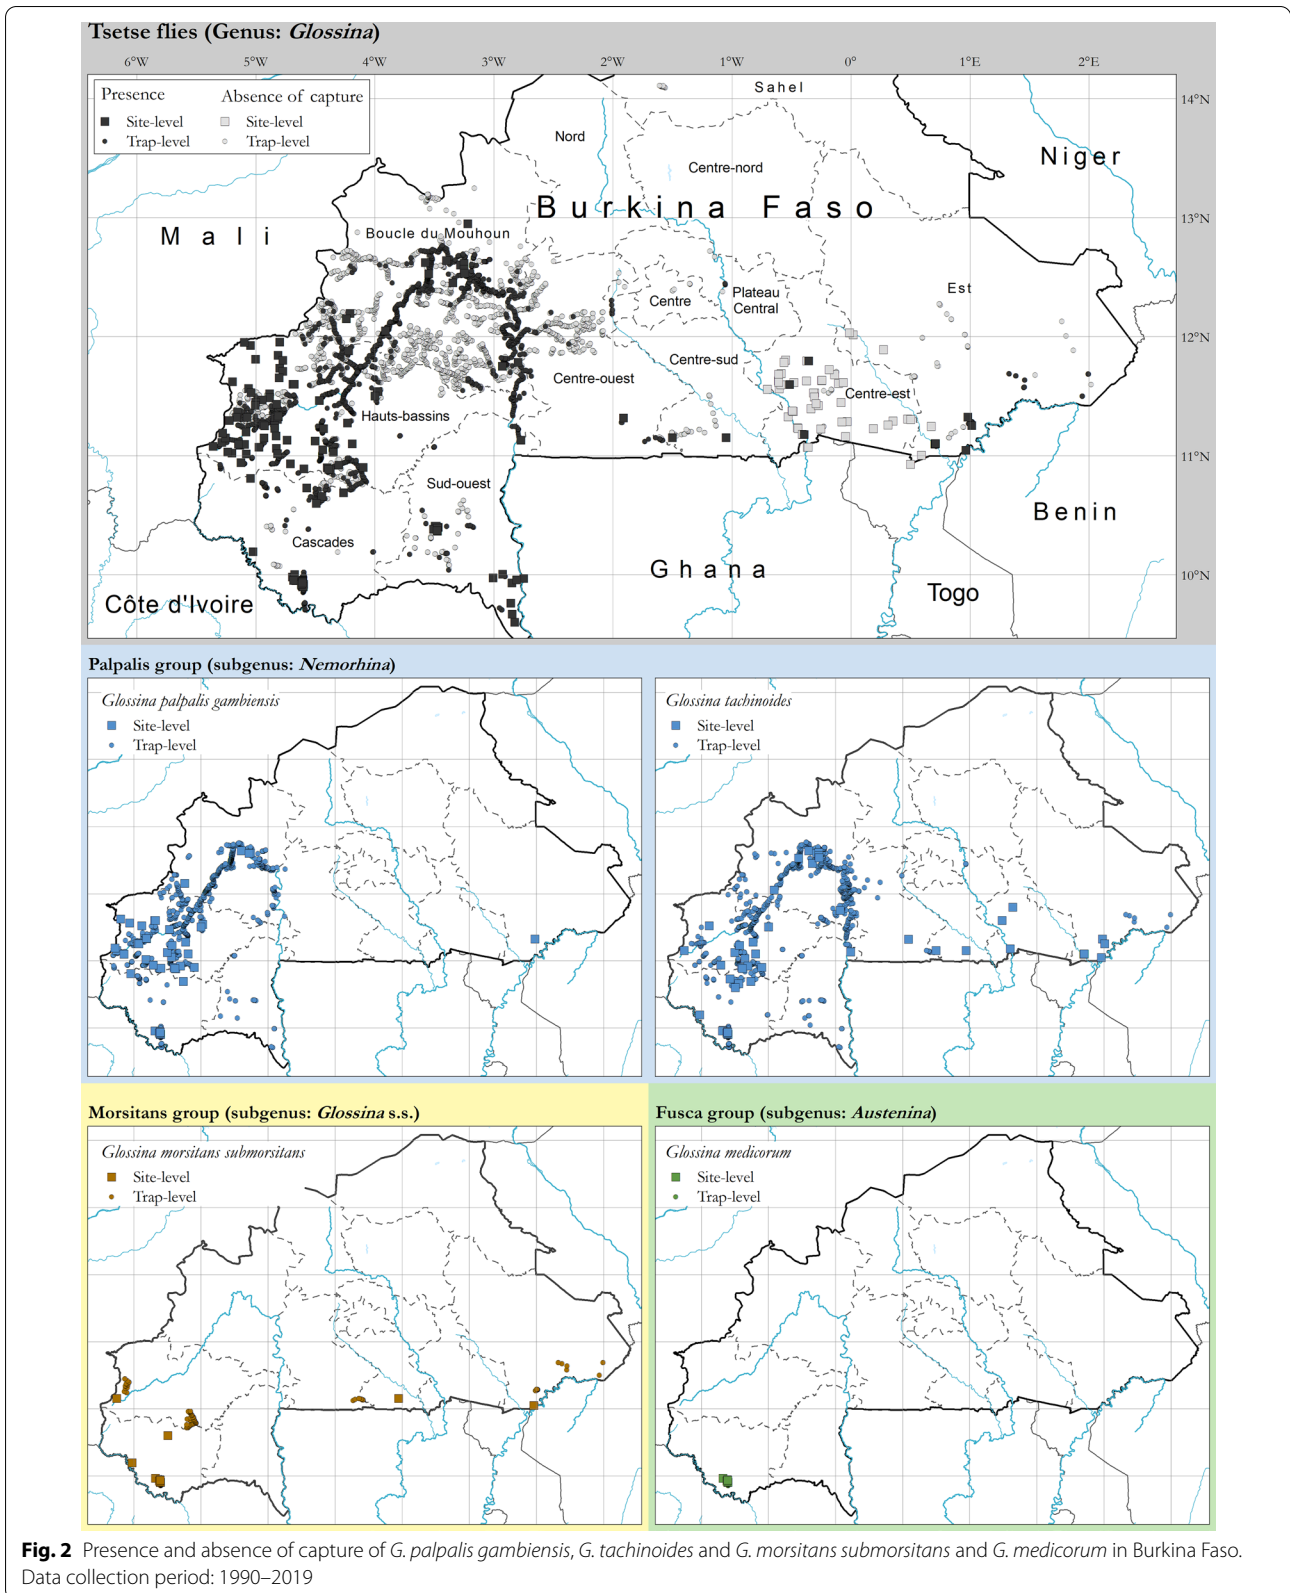 Tsetse flies (Genus: Glossina)
6°W 5°W 4°W 3°W 2°W 1°W 0° 1°E 2°E
Presence Absence of capture
Site-level Site-level
Trap-level Trap-level
Sahel
14°N
Nord
Niger
Centre-nord
Burkina Faso
13°N
Mali
Boucle du Mouhoun
Est
Centre
Plateau
Central
12°N
Centre-sud
Centre-ouest
Centre-est
Hauts-bassins
11°N
Sud-ouest
Benin
Cascades
Ghana
10°N
Togo
Côte d'Ivoire
Palpalis group (subgenus: Nemorhina)
Glossina palpalis gambiensis
Site-level
Trap-level
Glossina tachinoides
Site-level
Trap-level
Morsitans group (subgenus: Glossina s.s.)
Glossina morsitans submorsitans
Site-level
Trap-level
Fusca group (subgenus: Austenina)
Glossina medicorum
Site-level
Trap-level
Fig. 2 Presence and absence of capture of G. palpalis gambiensis, G. tachinoides and G. morsitans submorsitans and G. medicorum in Burkina Faso.
Data collection period: 1990–2019